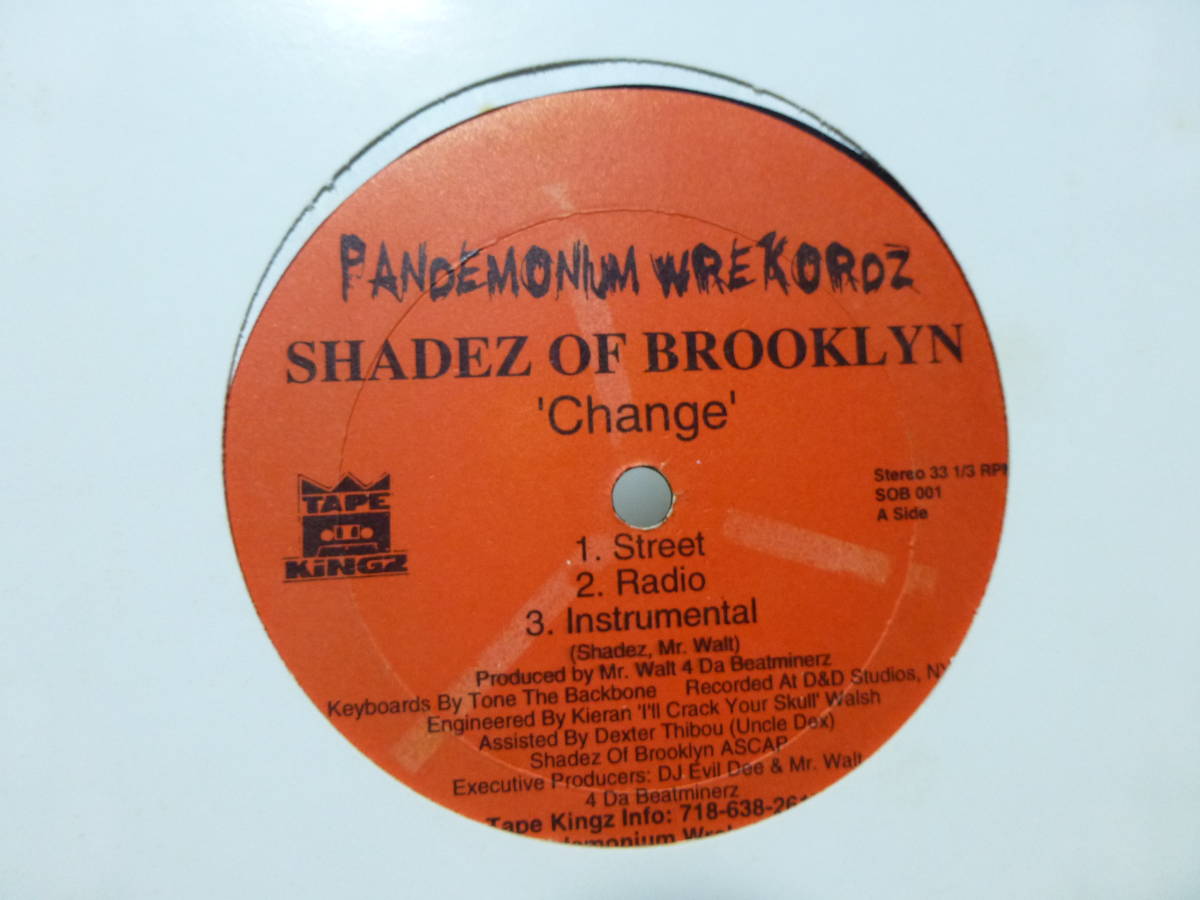 PANDEMONIUM WREKORDZ
SHADEZ OF BROOKLYN
'Change'
TAPE
KINGZ
Stereo 33 1/3 RPM
SOB 001
A Side
1. Street
2. Radio
3. Instrumental
(Shadez, Mr. Walt)
Produced by Mr. Walt 4 Da Beatminerz
Keyboards By Tone The Backbone Recorded At D&D Studios, NY
Engineered By Kieran 'I'll Crack Your Skull' Walsh
Assisted By Dexter Thibou (Uncle Dex)
Shadez Of Brooklyn ASCAP
Executive Producers: DJ Evil Dee & Mr. Walt
4 Da Beatminerz
Tape Kingz Info: 718-638-261